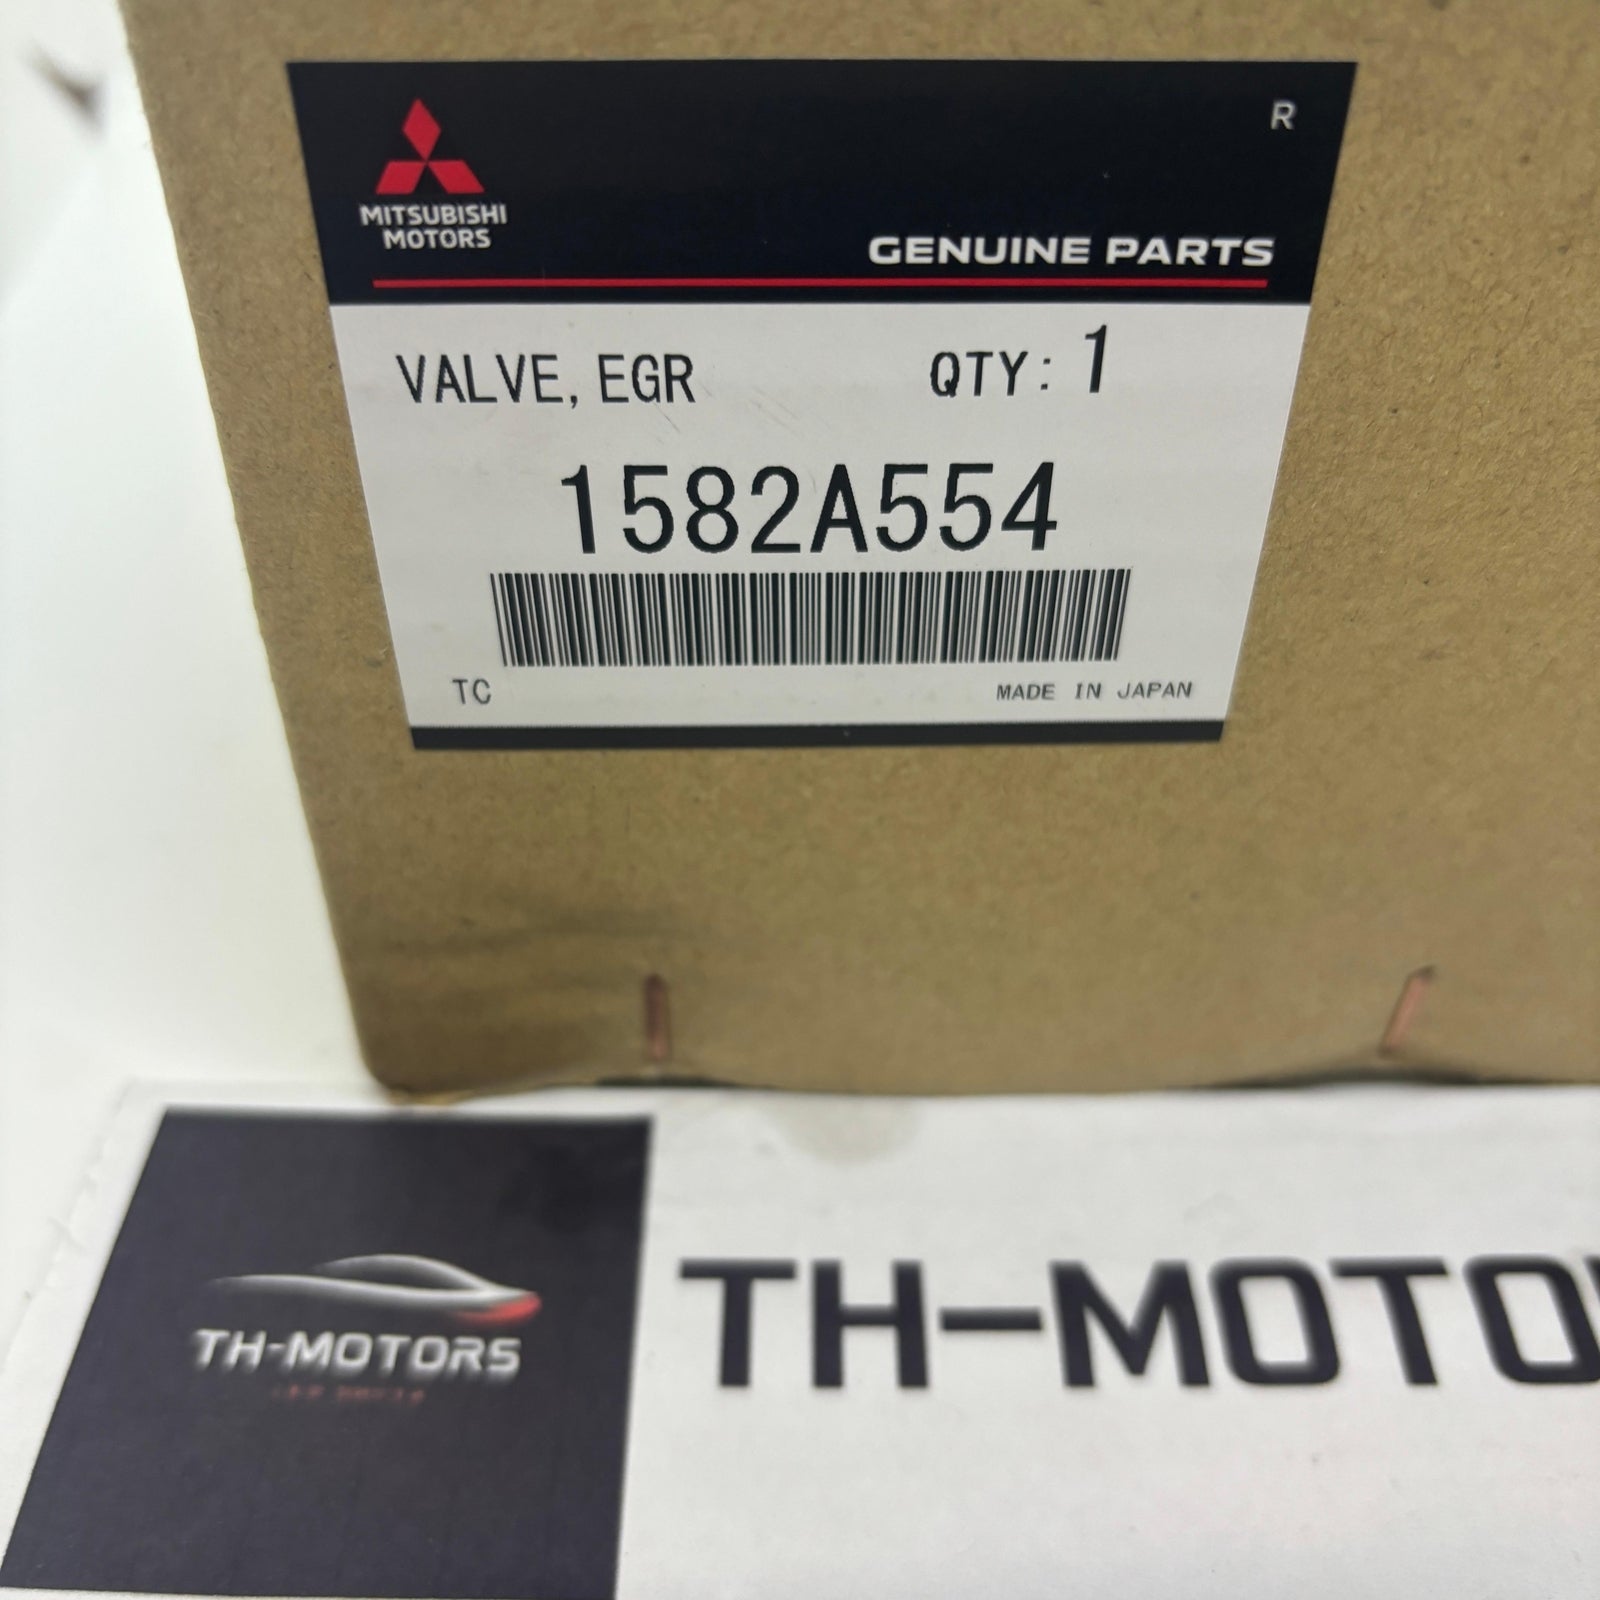 R
MITSUBISHI
MOTORS
GENUINE PARTS
VALVE, EGR QTY: 1
1582A554
TC MADE IN JAPAN
TH-MOTORS
TH-MOTO